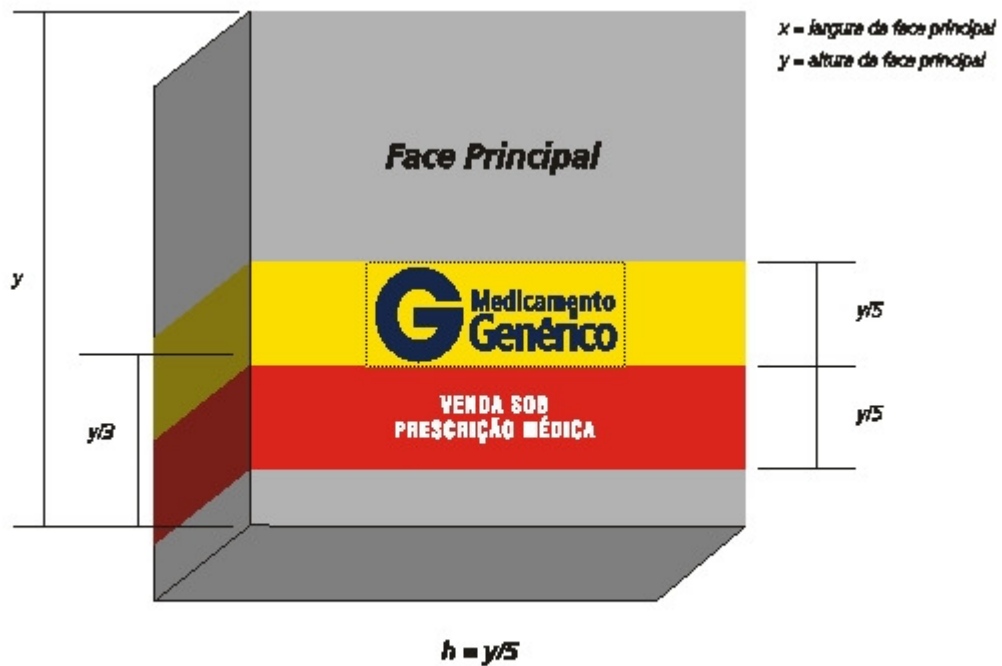 x = largura da face principal
y = altura da face principal
Face Principal
y
G Medicamento
Genérico
y/5
VENDA SOB
PRESCRIÇÃO MÉDICA
y/5
y/3
h = y/5